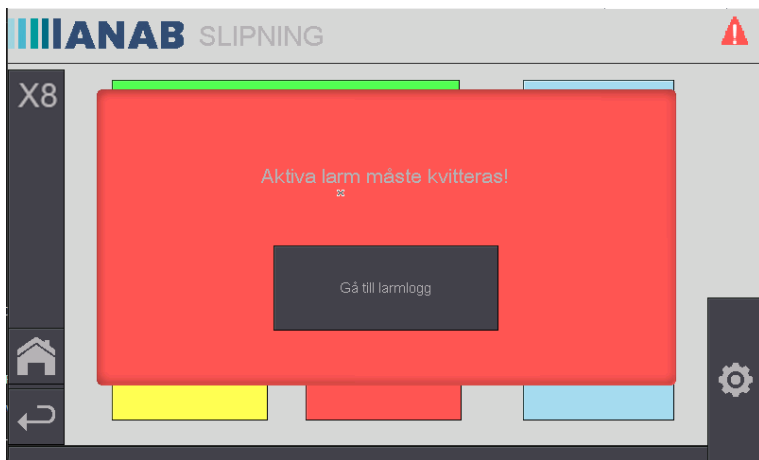 ANAB SLIPNING
X8
Aktiva larm måste kvitteras!
Gå till larmlogg